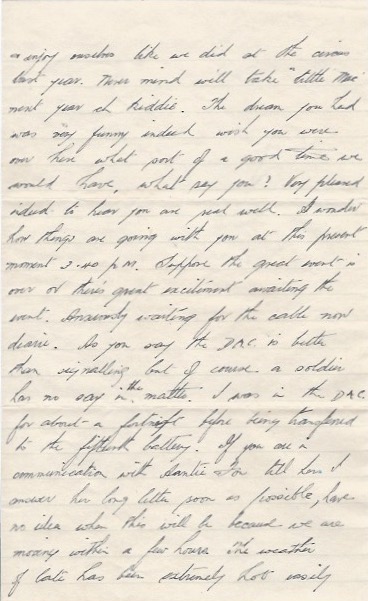 enjoy ourselves like we did at the circus
last year. Never mind will take "little Mac"
next year eh kiddie. The dream you had
was very funny indeed wish you were
over here what sort of a good time we
would have, what say you? Very pleased
indeed to hear you are real well. I wonder
how things are going with you at this present
moment 3.40 p.m. Suppose the great event is
over or there's great excitement awaiting the
event. Anxiously waiting for the cable now
dearie. As you say the D.A.C. is better
than signalling but of course a soldier
has no say in the matter. I was in the D.A.C.
for about a fortnight before being transferred
to the fifteenth battery. If you are in
communication with Auntie tell him I
answer her long letter soon as possible, have
no idea when this will be because we are
moving within a few hours. The weather
of late has been extremely hot easily